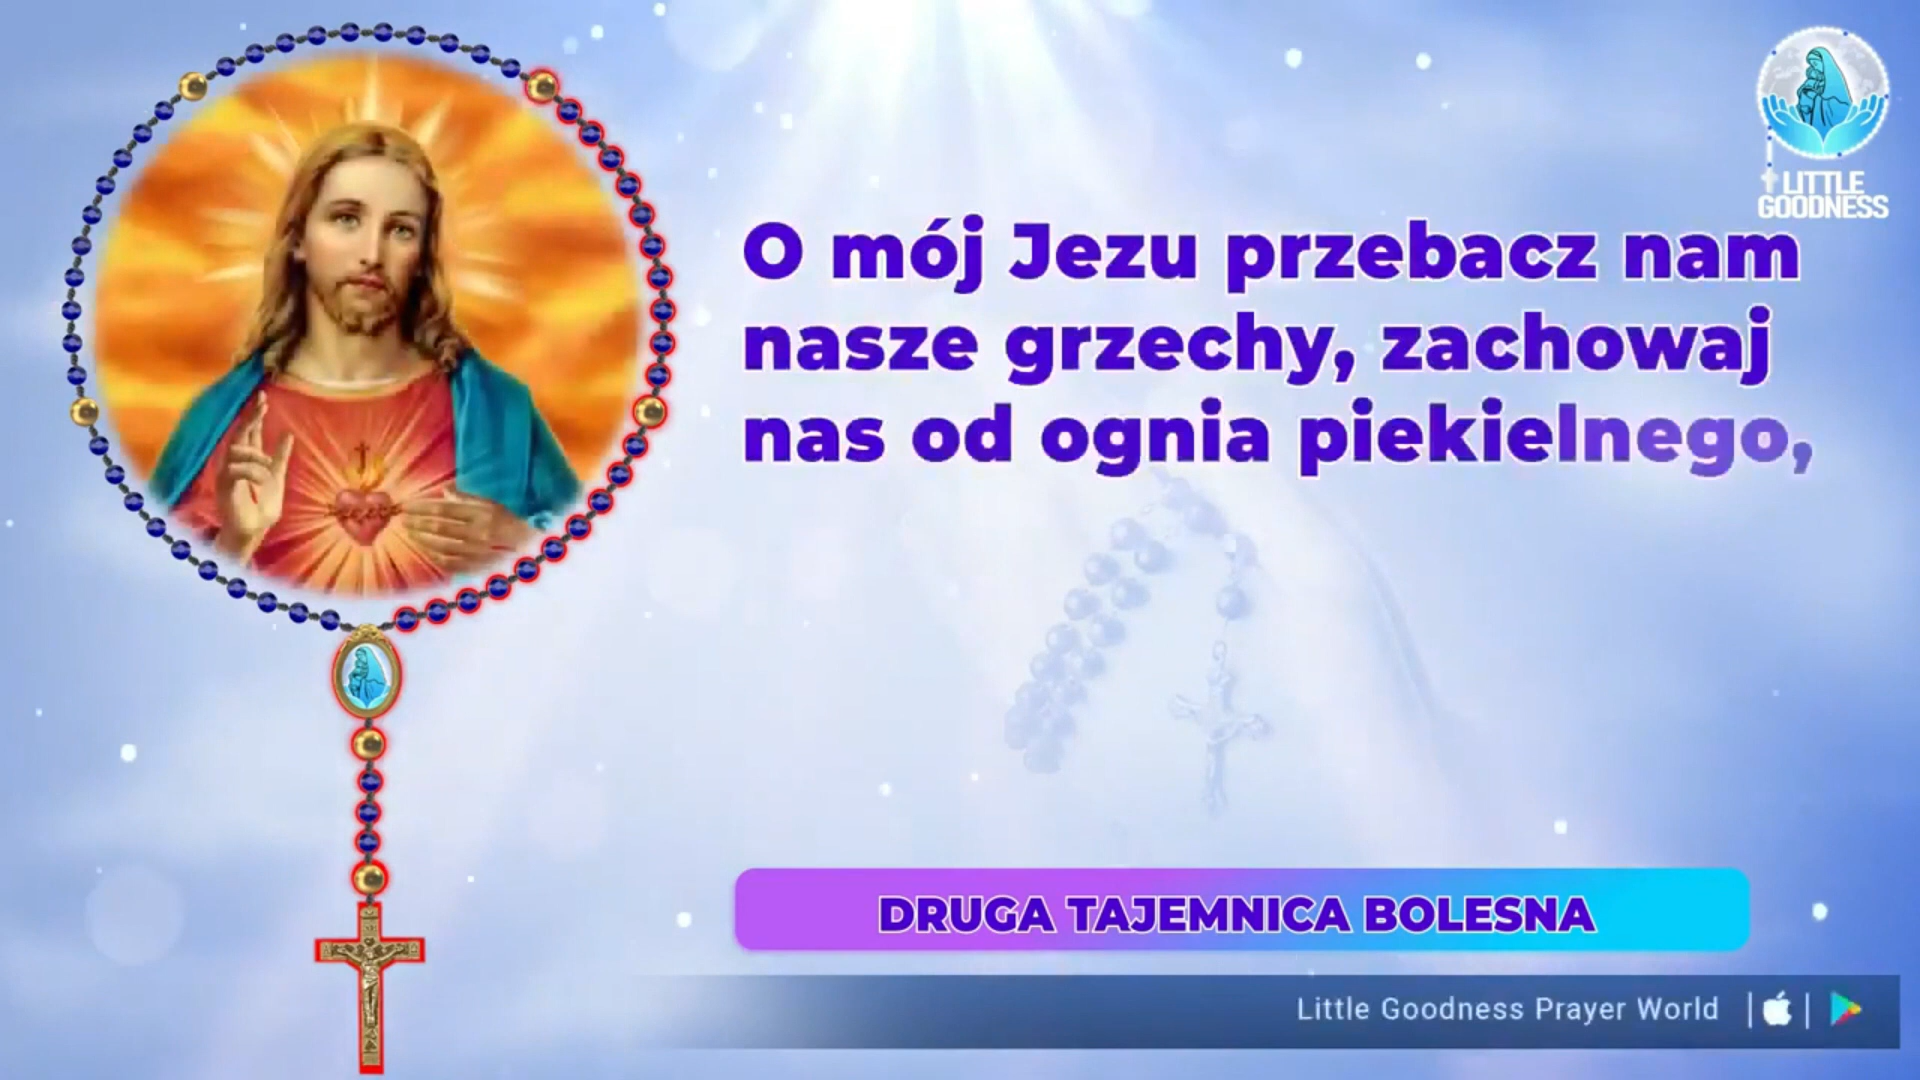 LITTLE
GOODNESS
O mój Jezu przebacz nam
nasze grzechy, zachowaj
nas od ognia piekielnego,
DRUGA TAJEMNICA BOLESNA
Little Goodness Prayer World